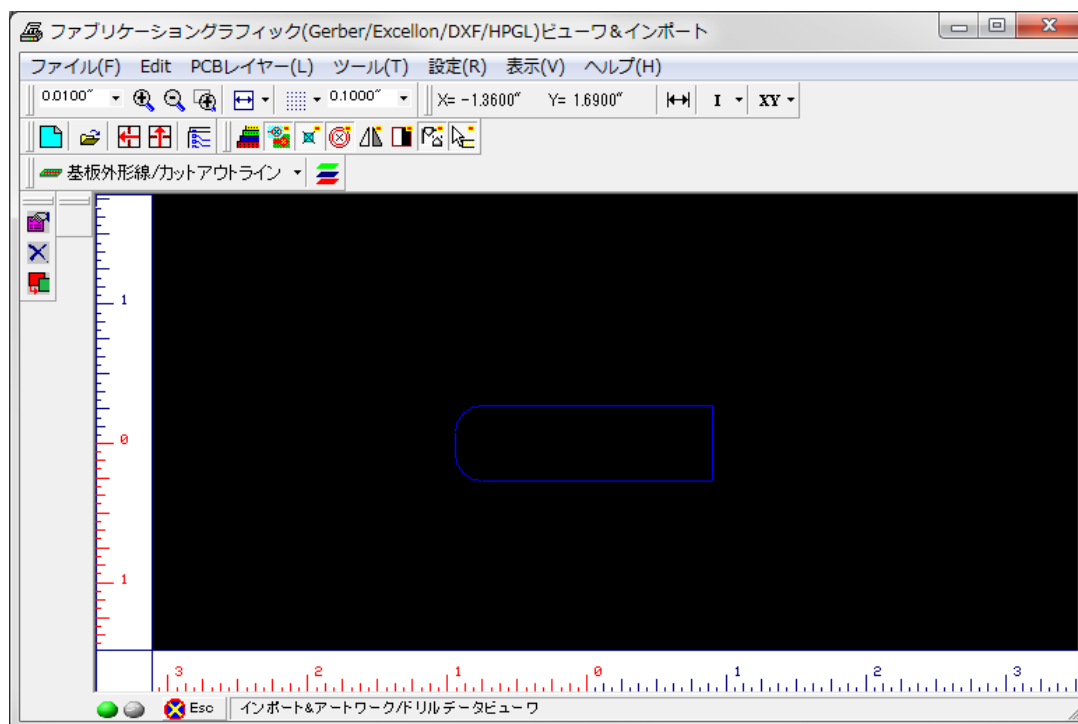 ファブリケーショングラフィック(Gerber/Excellon/DXF/HPGL)ビューワ&インポート
ファイル(F) Edit PCBレイヤー(L) ツール(T) 設定(R) 表示(V) ヘルプ(H)
0.0100″ 0.1000″ X= -1.3600″ Y= 1.6900″ I XY
基板外形線/カットアウトライン
1
0
1
3 2 1 0 1 2 3
Esc インポート&アートワーク/ドリルデータビューワ